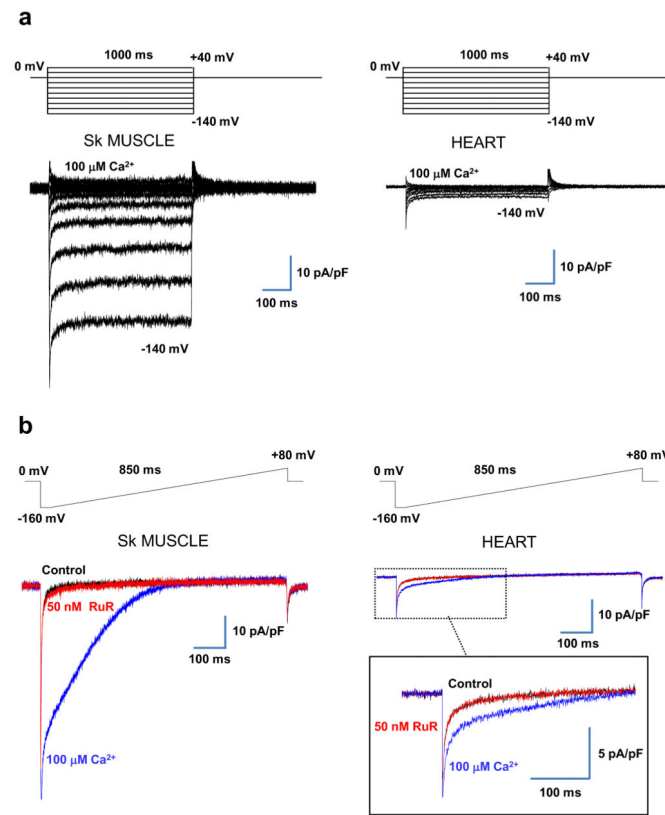 a
1000 ms +40 mV
0 mV
-140 mV
Sk MUSCLE
100 µM Ca²⁺
10 pA/pF
100 ms
-140 mV
1000 ms +40 mV
0 mV
-140 mV
HEART
100 µM Ca²⁺
-140 mV
10 pA/pF
100 ms
b
+80 mV
0 mV 850 ms
-160 mV
Sk MUSCLE
Control
50 nM RuR
10 pA/pF
100 ms
100 µM Ca²⁺
+80 mV
0 mV 850 ms
-160 mV
HEART
10 pA/pF
100 ms
Control
50 nM RuR
100 µM Ca²⁺
5 pA/pF
100 ms